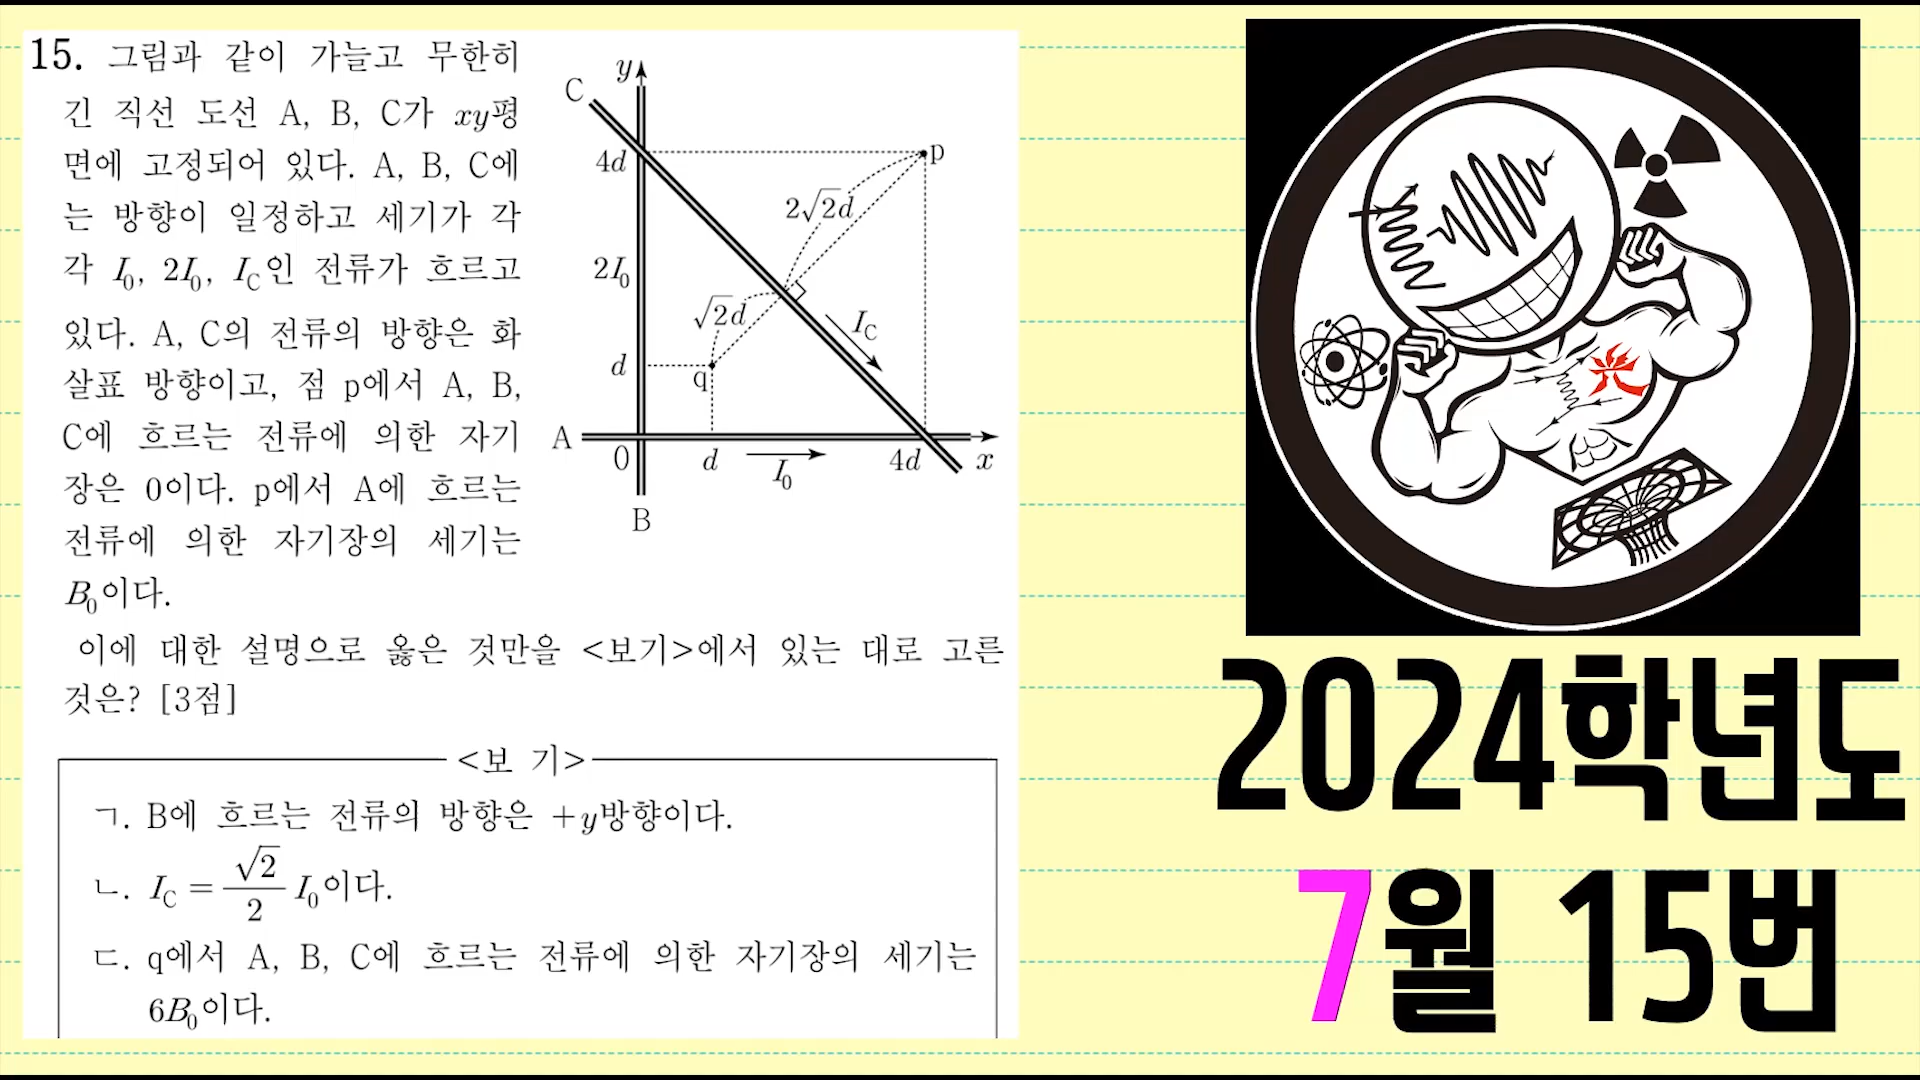 15. 그림과 같이 가늘고 무한히
긴 직선 도선 A, B, C가 xy평
면에 고정되어 있다. A, B, C에
는 방향이 일정하고 세기가 각
각 I₀, 2I₀, I_C인 전류가 흐르고
있다. A, C의 전류의 방향은 화
살표 방향이고, 점 p에서 A, B,
C에 흐르는 전류에 의한 자기
장은 0이다. p에서 A에 흐르는
전류에 의한 자기장의 세기는
B₀이다.
y
C
4d
p
2√2d
2I₀
√2d
I_C
d
q
A
0
d
I₀
4d
x
B
이에 대한 설명으로 옳은 것만을 <보기>에서 있는 대로 고른
것은? [3점]
<보 기>
ㄱ. B에 흐르는 전류의 방향은 +y방향이다.
ㄴ. I_C = √2/2 I₀이다.
ㄷ. q에서 A, B, C에 흐르는 전류에 의한 자기장의 세기는
6B₀이다.
2024학년도
7월 15번